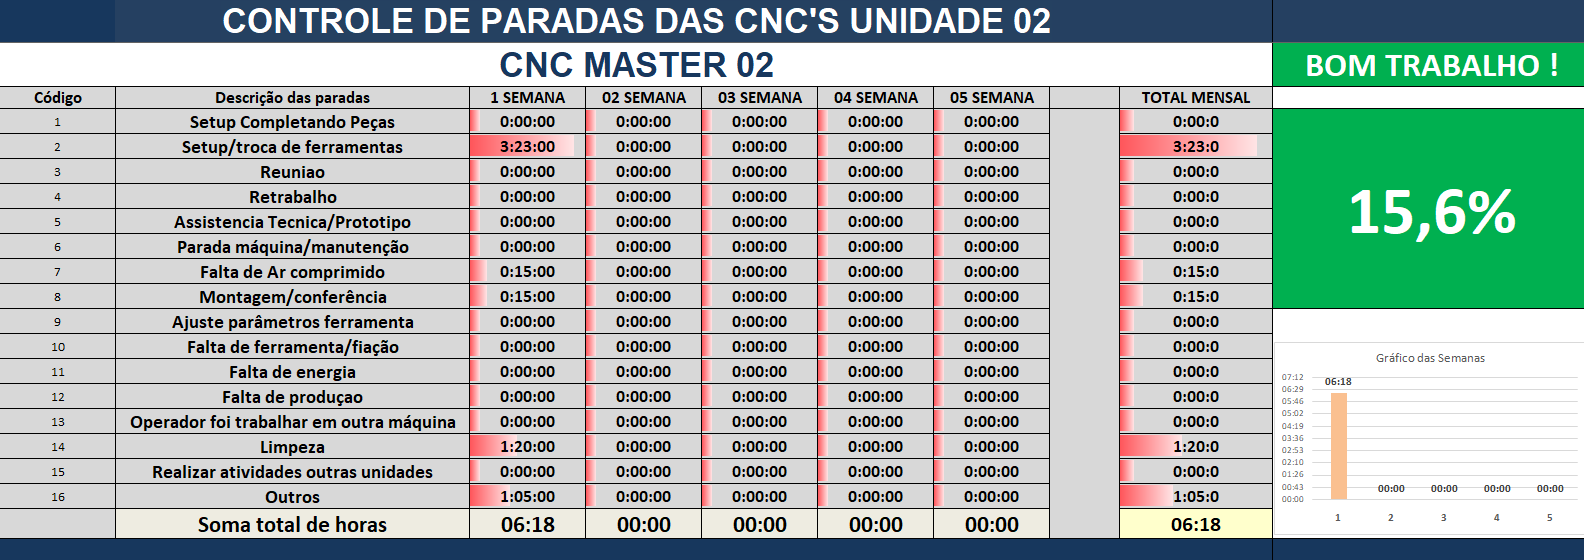 CONTROLE DE PARADAS DAS CNC'S UNIDADE 02
CNC MASTER 02 BOM TRABALHO !
Código Descrição das paradas 1 SEMANA 02 SEMANA 03 SEMANA 04 SEMANA 05 SEMANA TOTAL MENSAL
1 Setup Completando Peças 0:00:00 0:00:00 0:00:00 0:00:00 0:00:00 0:00:0
2 Setup/troca de ferramentas 3:23:00 0:00:00 0:00:00 0:00:00 0:00:00 3:23:0
3 Reuniao 0:00:00 0:00:00 0:00:00 0:00:00 0:00:00 0:00:0
4 Retrabalho 0:00:00 0:00:00 0:00:00 0:00:00 0:00:00 0:00:0
5 Assistencia Tecnica/Prototipo 0:00:00 0:00:00 0:00:00 0:00:00 0:00:00 0:00:0
6 Parada máquina/manutenção 0:00:00 0:00:00 0:00:00 0:00:00 0:00:00 0:00:0
7 Falta de Ar comprimido 0:15:00 0:00:00 0:00:00 0:00:00 0:00:00 0:15:0
8 Montagem/conferência 0:15:00 0:00:00 0:00:00 0:00:00 0:00:00 0:15:0
9 Ajuste parâmetros ferramenta 0:00:00 0:00:00 0:00:00 0:00:00 0:00:00 0:00:0
10 Falta de ferramenta/fiação 0:00:00 0:00:00 0:00:00 0:00:00 0:00:00 0:00:0
11 Falta de energia 0:00:00 0:00:00 0:00:00 0:00:00 0:00:00 0:00:0
12 Falta de produçao 0:00:00 0:00:00 0:00:00 0:00:00 0:00:00 0:00:0
13 Operador foi trabalhar em outra máquina 0:00:00 0:00:00 0:00:00 0:00:00 0:00:00 0:00:0
14 Limpeza 1:20:00 0:00:00 0:00:00 0:00:00 0:00:00 1:20:0
15 Realizar atividades outras unidades 0:00:00 0:00:00 0:00:00 0:00:00 0:00:00 0:00:0
16 Outros 1:05:00 0:00:00 0:00:00 0:00:00 0:00:00 1:05:0
Soma total de horas 06:18 00:00 00:00 00:00 00:00 06:18
15,6%
Gráfico das Semanas
07:12
06:29
05:46
05:02
04:19
03:36
02:53
02:10
01:26
00:43
00:00
06:18 00:00 00:00 00:00 00:00
1 2 3 4 5